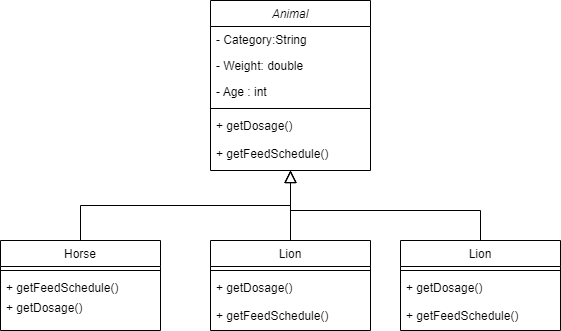 Animal
- Category:String
- Weight: double
- Age : int
+ getDosage()
+ getFeedSchedule()
Horse
+ getFeedSchedule()
+ getDosage()
Lion
+ getDosage()
+ getFeedSchedule()
Lion
+ getDosage()
+ getFeedSchedule()